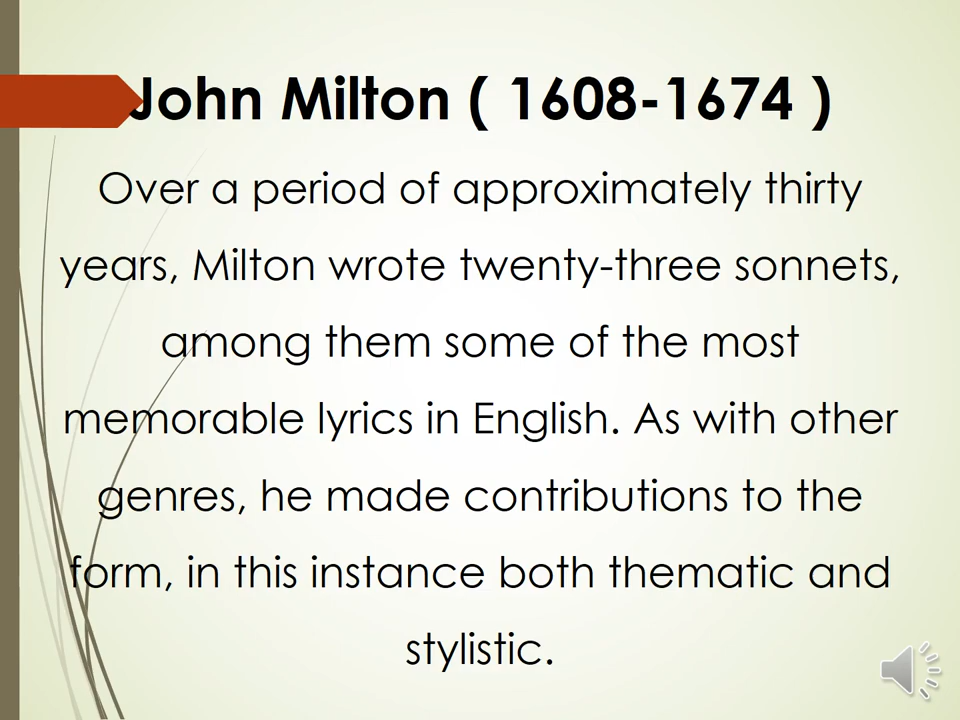 John Milton ( 1608-1674 )
Over a period of approximately thirty
years, Milton wrote twenty-three sonnets,
among them some of the most
memorable lyrics in English. As with other
genres, he made contributions to the
form, in this instance both thematic and
stylistic.